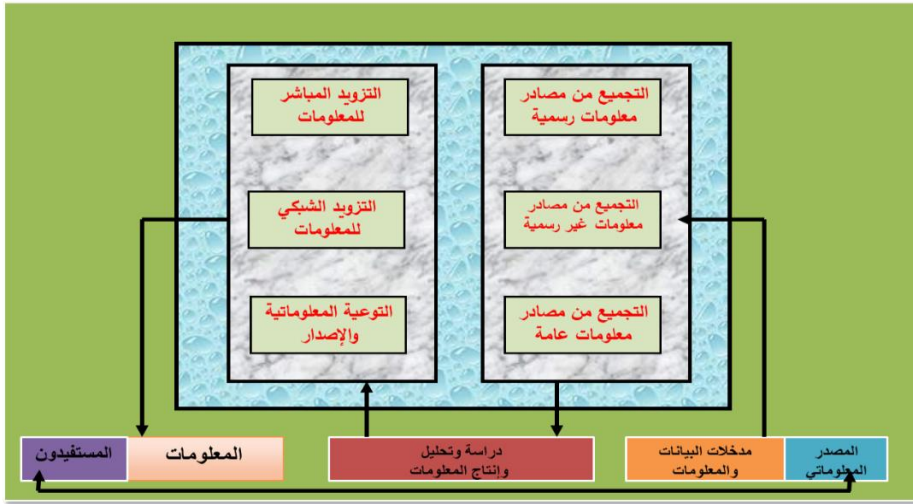 التجميع من مصادر
معلومات رسمية
التجميع من مصادر
معلومات غير رسمية
التجميع من مصادر
معلومات عامة
التزويد المباشر
للمعلومات
التزويد الشبكي
للمعلومات
التوعية المعلوماتية
والإصدار
المصدر
المعلوماتي
مدخلات البيانات
والمعلومات
دراسة وتحليل
وإنتاج المعلومات
المعلومات
المستفيدون